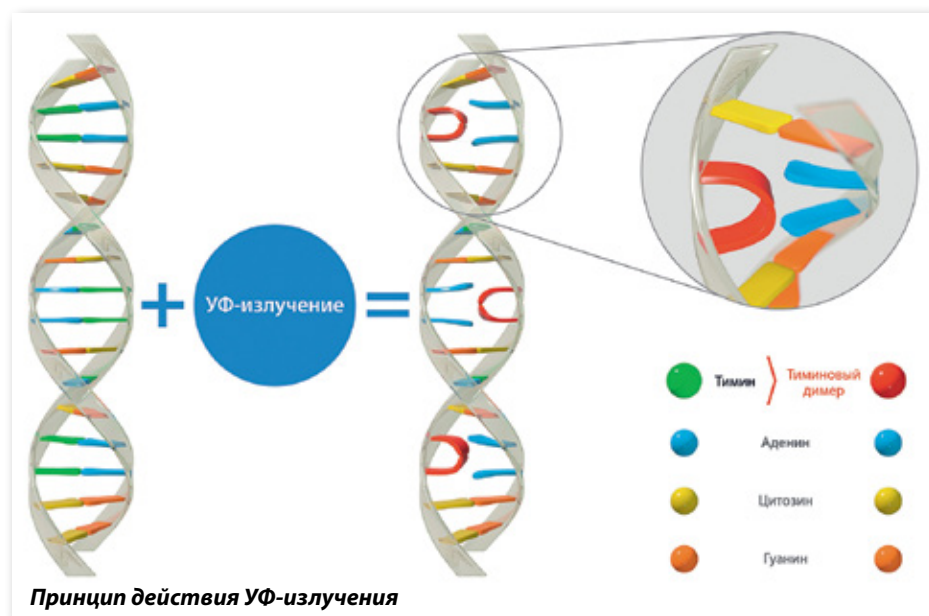 +
УФ-излучение
=
Тимин
Тиминовый
димер
Аденин
Цитозин
Гуанин
Принцип действия УФ-излучения